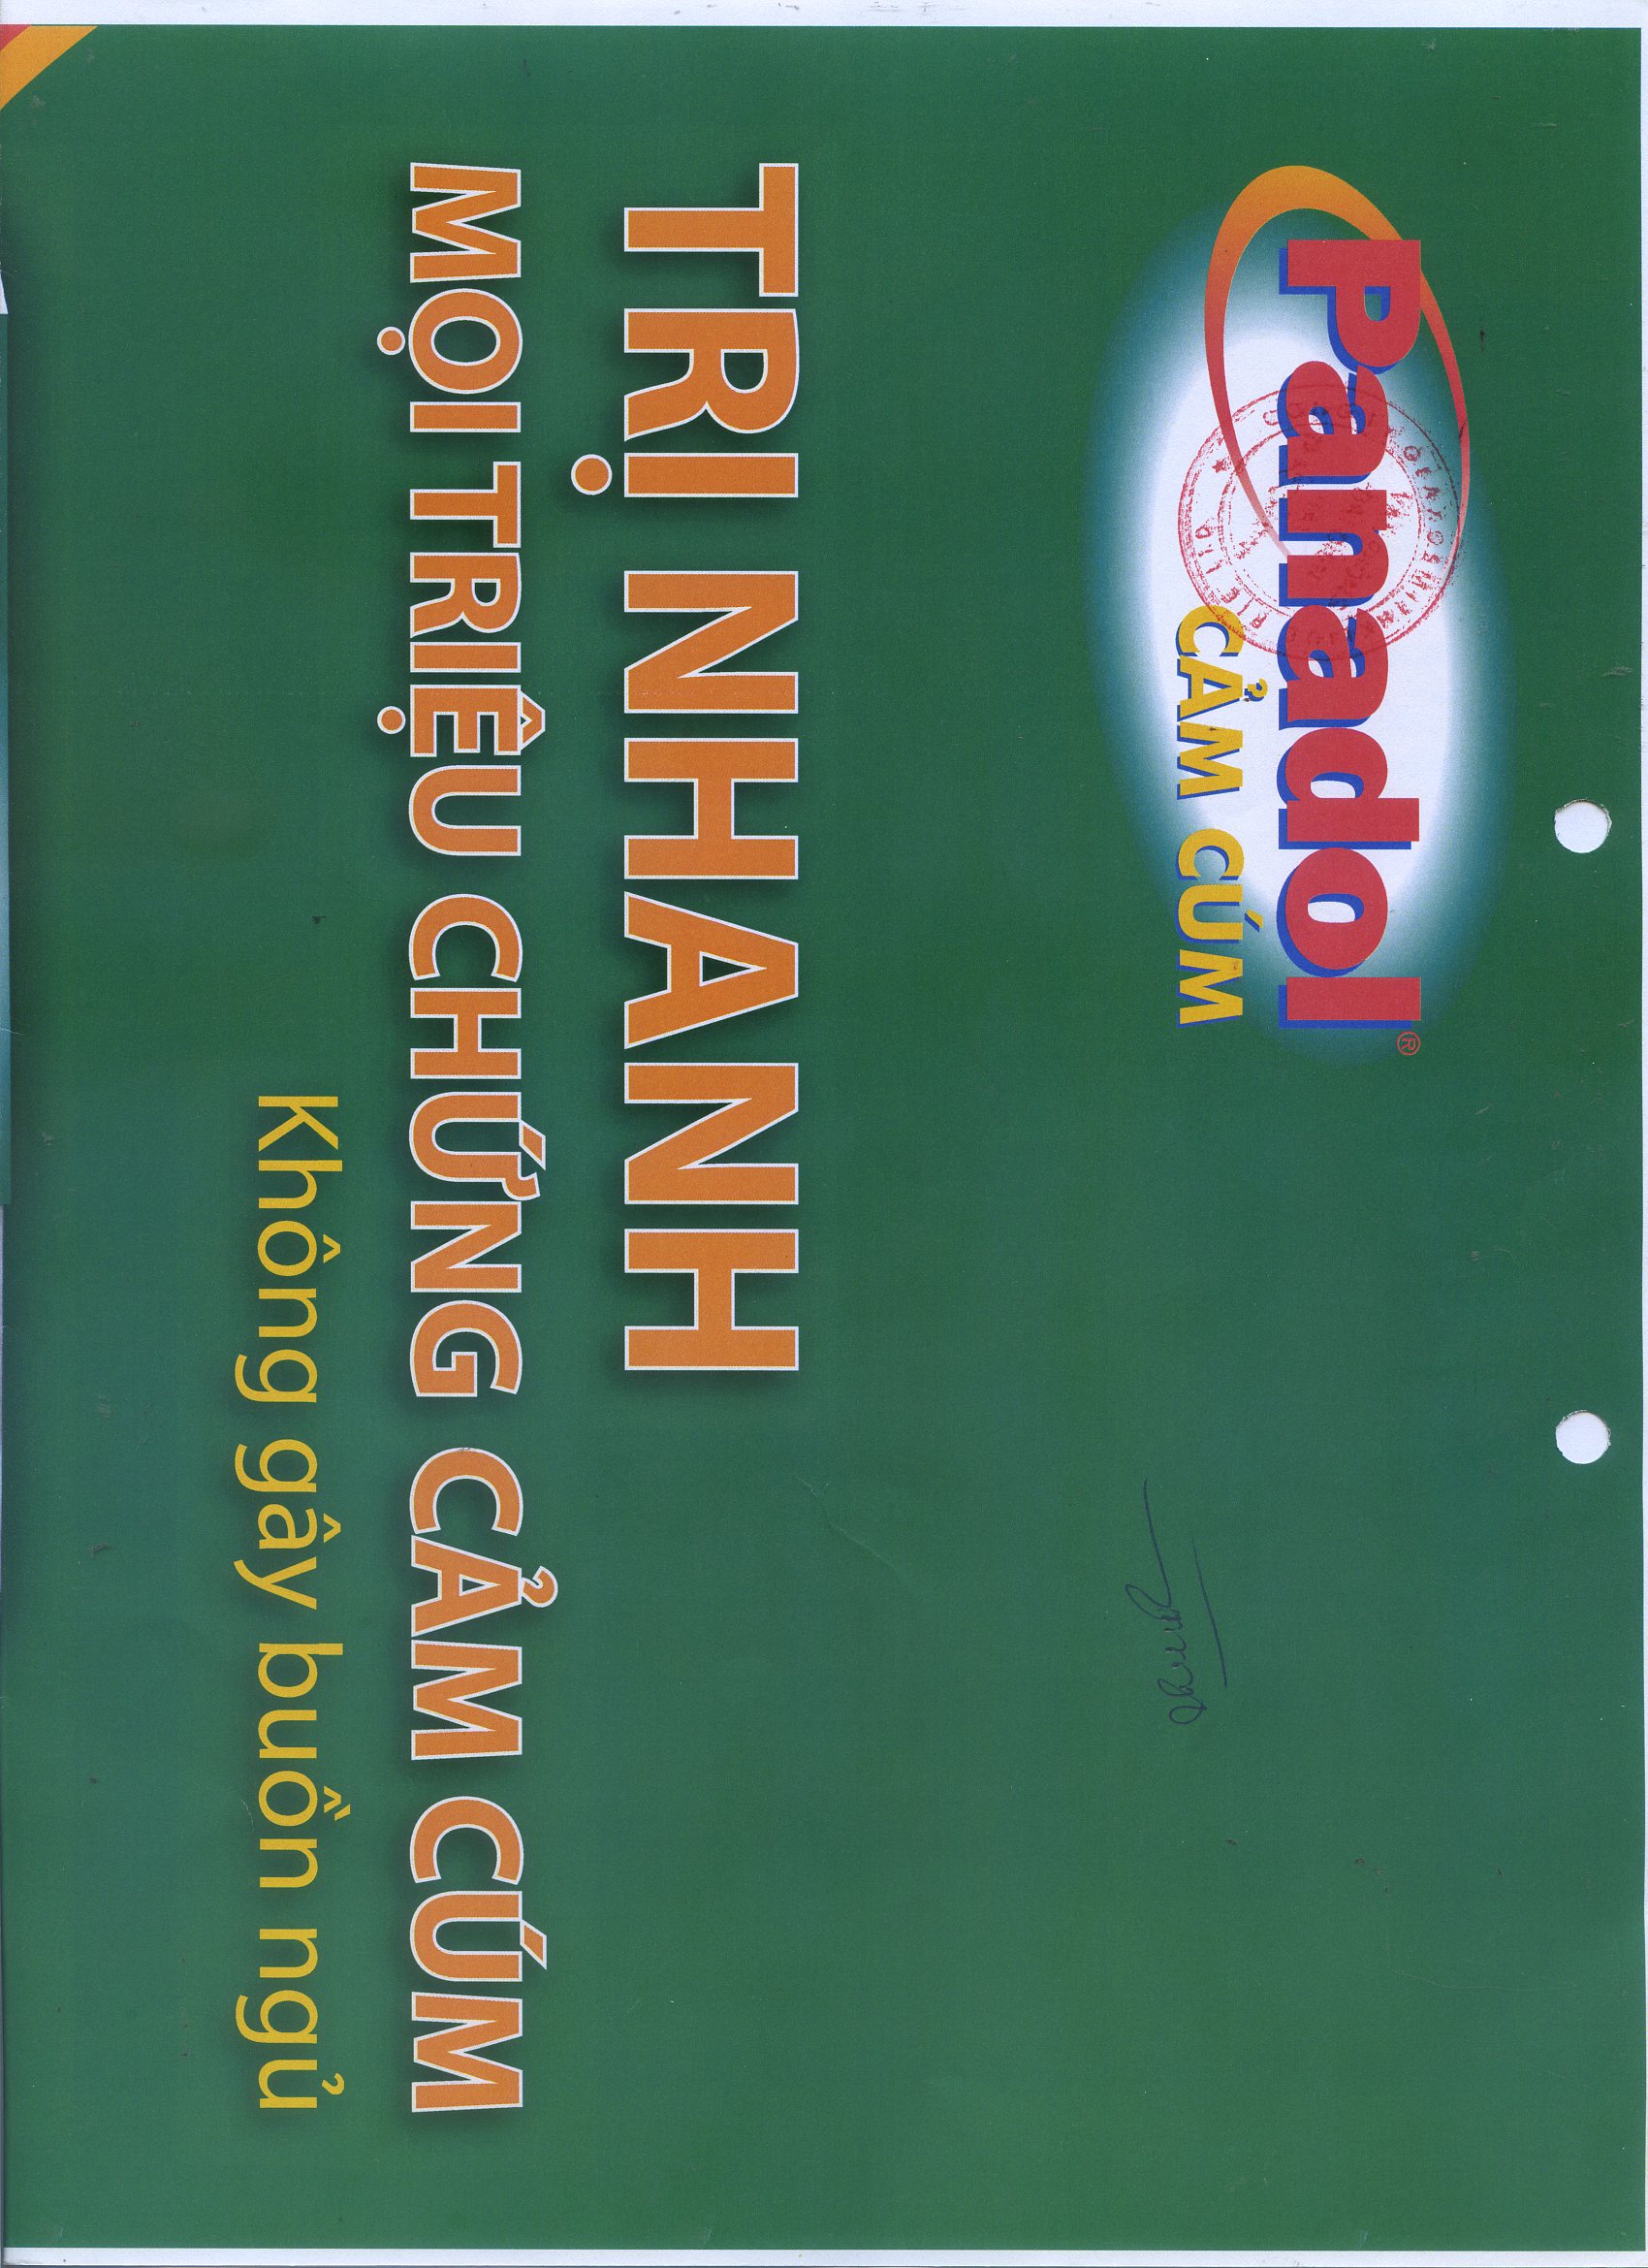 Panadol®
CẢM CÚM
TRỊ NHANH
MỌI TRIỆU CHỨNG CẢM CÚM
Không gây buồn ngủ